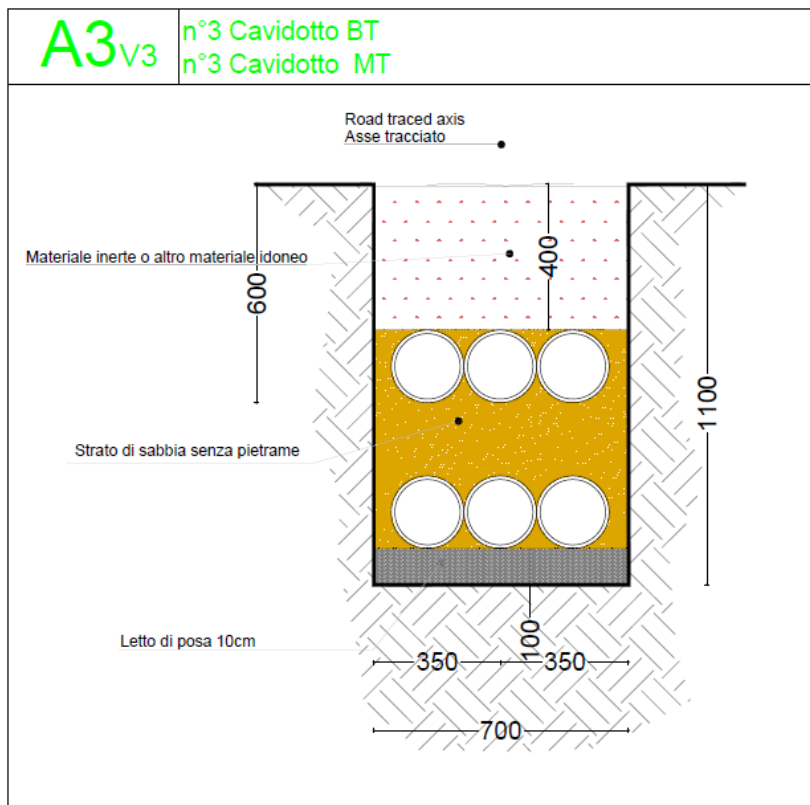 A3V3
n°3 Cavidotto BT
n°3 Cavidotto MT
Road traced axis
Asse tracciato
Materiale inerte o altro materiale idoneo
400
600
1100
Strato di sabbia senza pietrame
Letto di posa 10cm
100
350
350
700